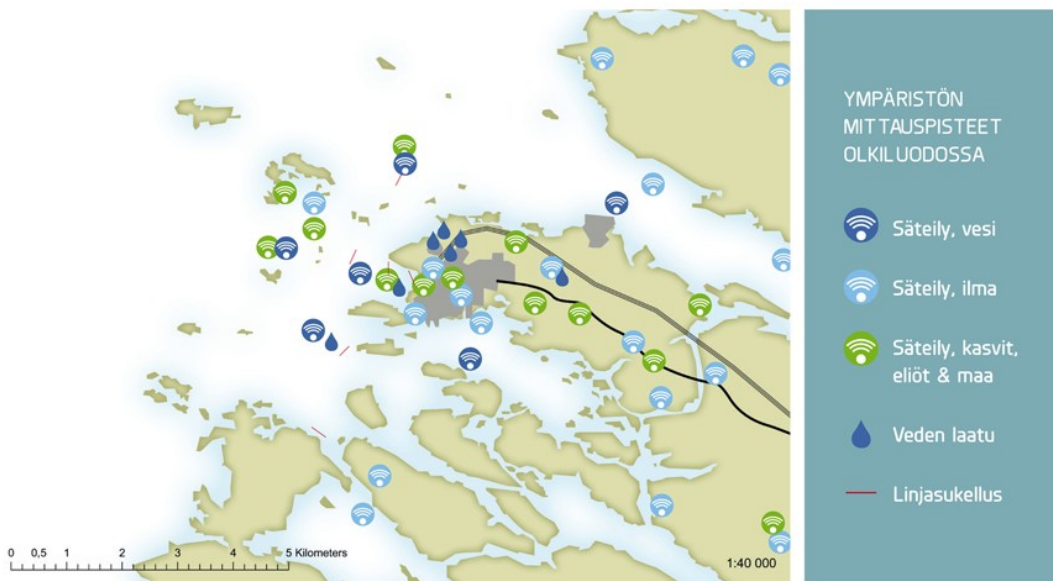 YMPÄRISTÖN
MITTAUSPISTEET
OLKILUODOSSA
Säteily, vesi
Säteily, ilma
Säteily, kasvit,
eliöt & maa
Veden laatu
Linjasukellus
0 0,5 1 2 3 4 5 Kilometers
1:40 000